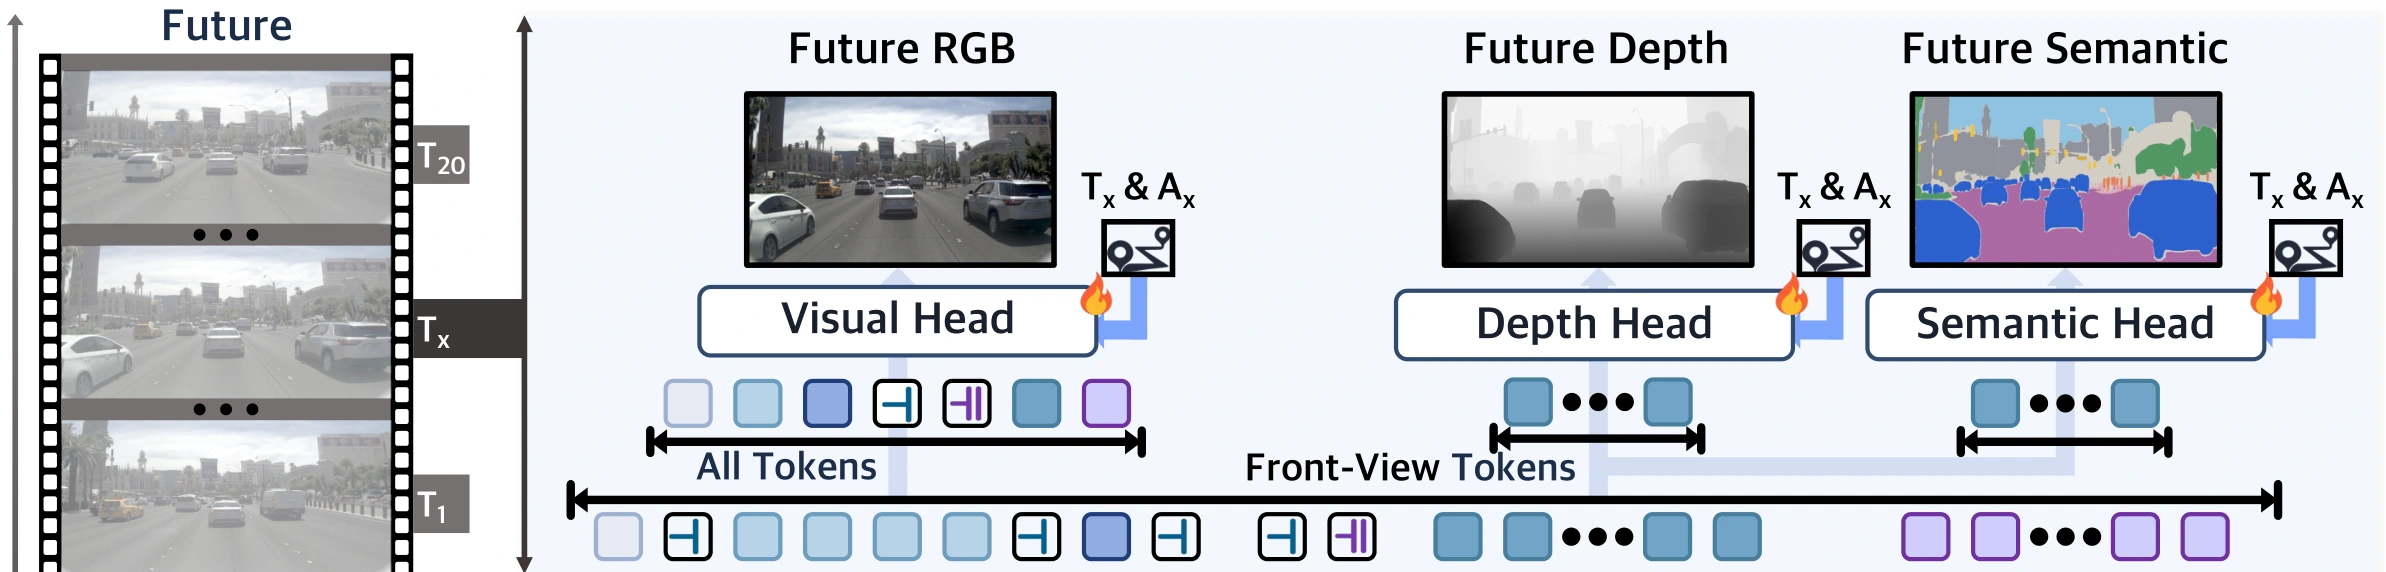 Future
T20
Tx
T1
Future RGB
Future Depth
Future Semantic
Tx & Ax
Tx & Ax
Tx & Ax
Visual Head
Depth Head
Semantic Head
All Tokens
Front-View Tokens